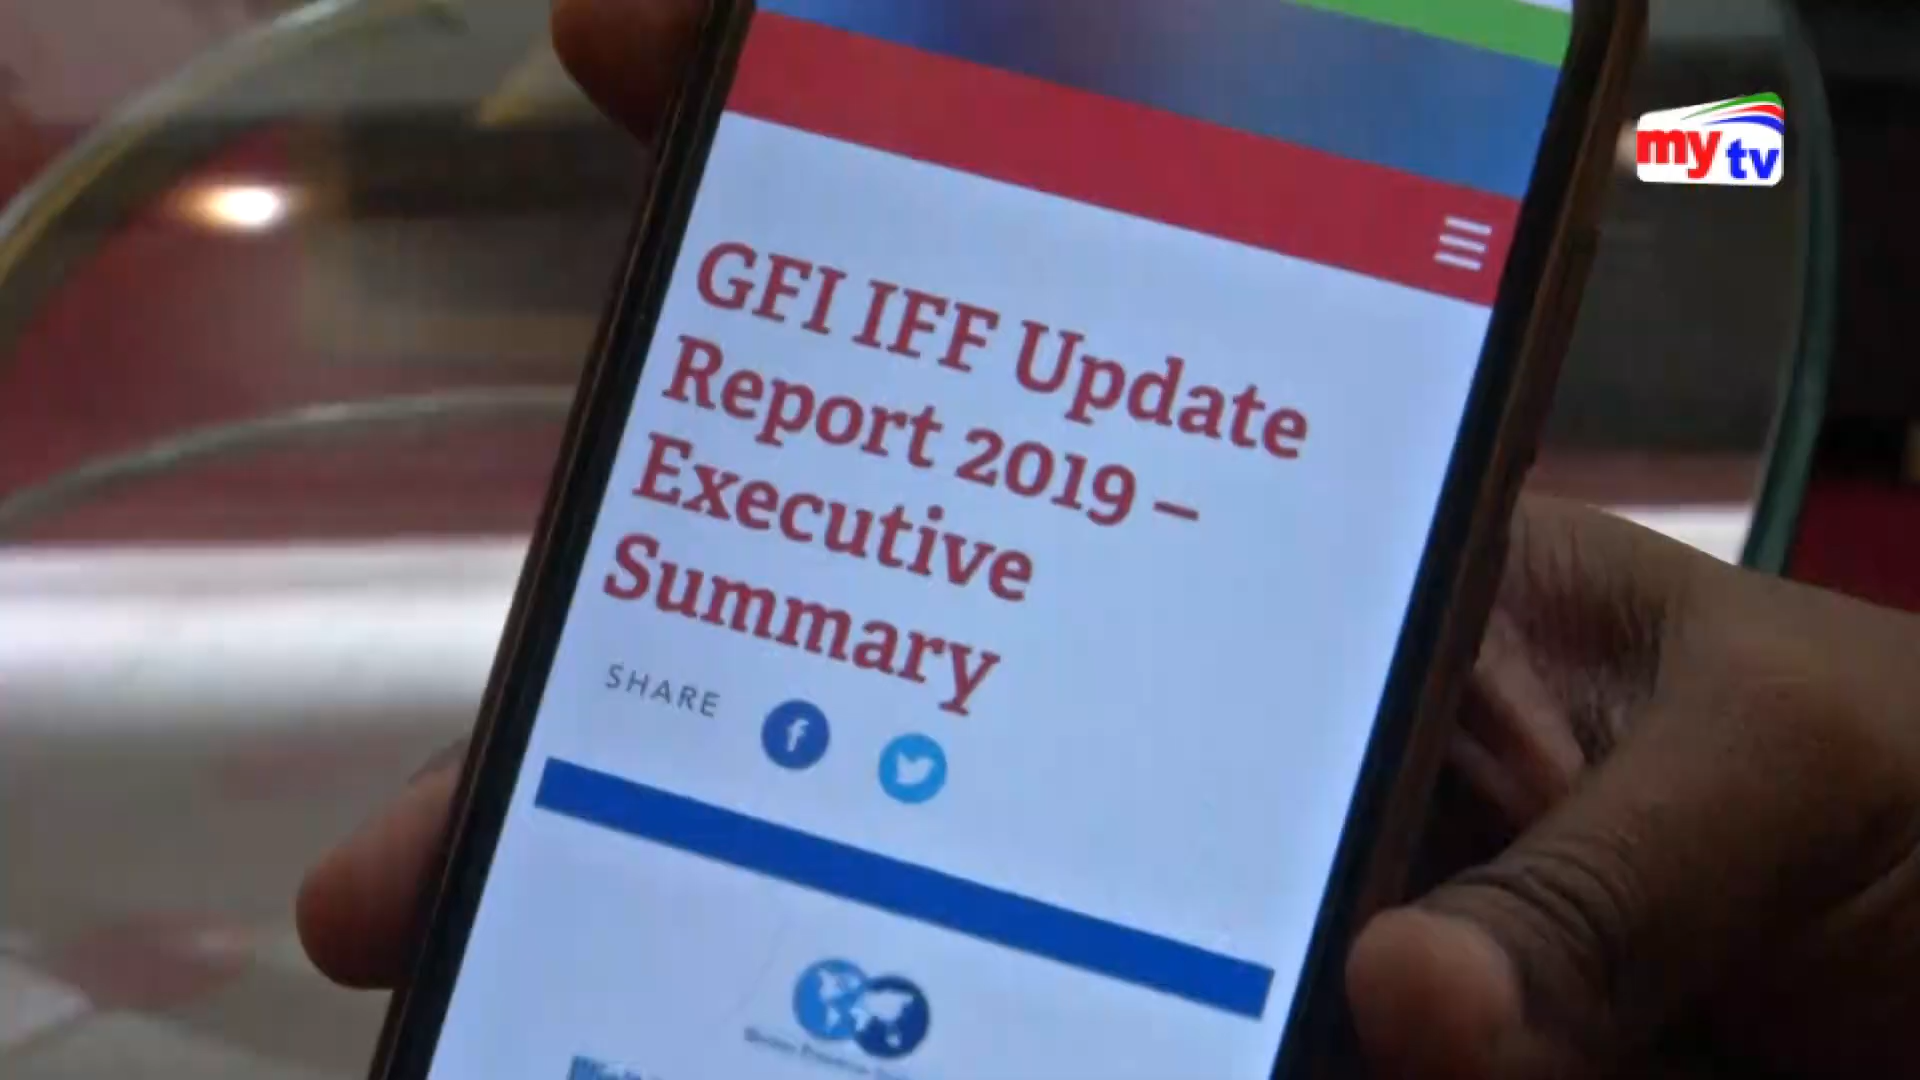 my tv
GFI IFF Update
Report 2019 –
Executive
Summary
SHARE